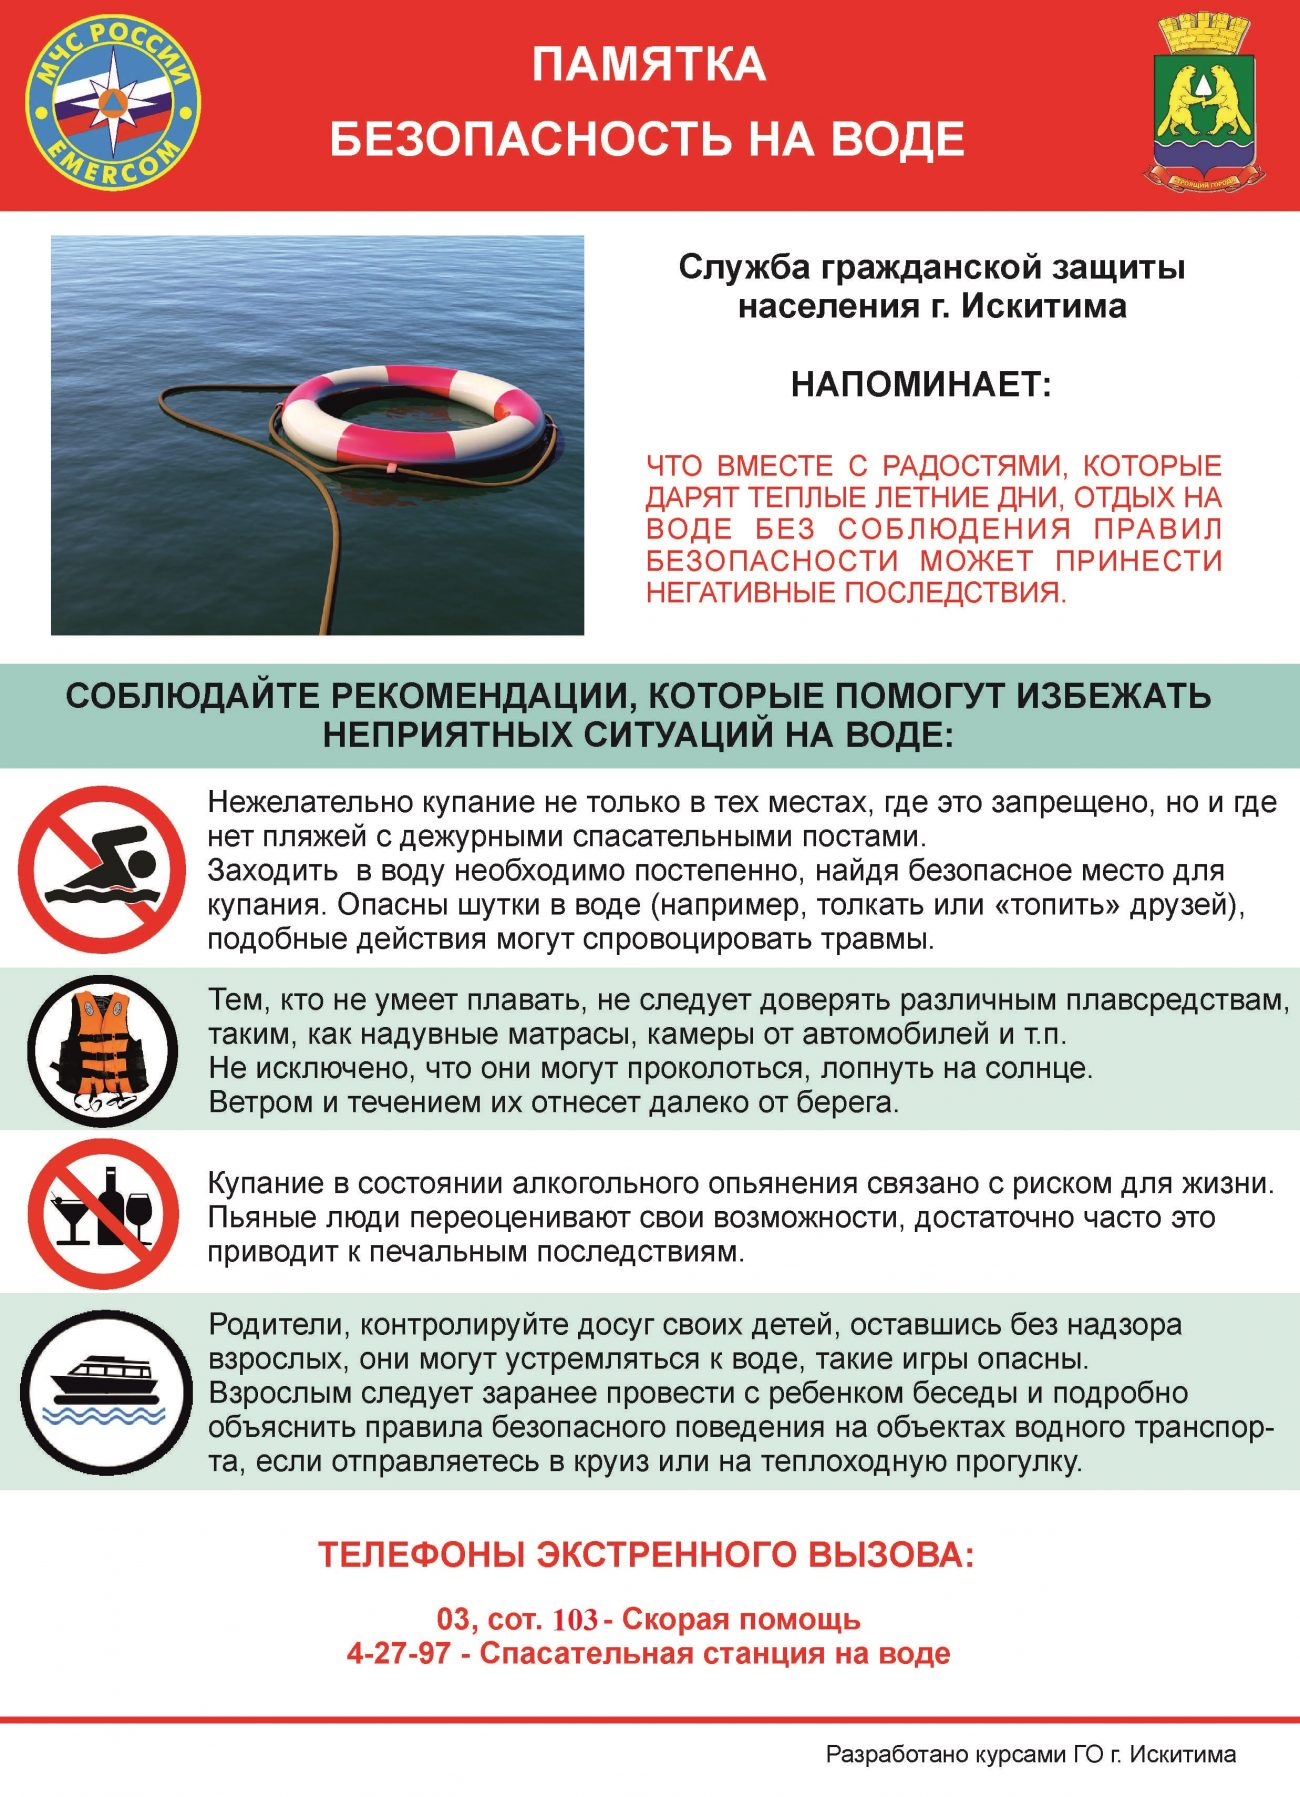 МЧС РОССИИ
EMERCOM
ПАМЯТКА
БЕЗОПАСНОСТЬ НА ВОДЕ
Служба гражданской защиты
населения г. Искитима
НАПОМИНАЕТ:
ЧТО ВМЕСТЕ С РАДОСТЯМИ, КОТОРЫЕ
ДАРЯТ ТЕПЛЫЕ ЛЕТНИЕ ДНИ, ОТДЫХ НА
ВОДЕ БЕЗ СОБЛЮДЕНИЯ ПРАВИЛ
БЕЗОПАСНОСТИ МОЖЕТ ПРИНЕСТИ
НЕГАТИВНЫЕ ПОСЛЕДСТВИЯ.
СОБЛЮДАЙТЕ РЕКОМЕНДАЦИИ, КОТОРЫЕ ПОМОГУТ ИЗБЕЖАТЬ
НЕПРИЯТНЫХ СИТУАЦИЙ НА ВОДЕ:
Нежелательно купание не только в тех местах, где это запрещено, но и где
нет пляжей с дежурными спасательными постами.
Заходить в воду необходимо постепенно, найдя безопасное место для
купания. Опасны шутки в воде (например, толкать или «топить» друзей),
подобные действия могут спровоцировать травмы.
Тем, кто не умеет плавать, не следует доверять различным плавсредствам,
таким, как надувные матрасы, камеры от автомобилей и т.п.
Не исключено, что они могут проколоться, лопнуть на солнце.
Ветром и течением их отнесет далеко от берега.
Купание в состоянии алкогольного опьянения связано с риском для жизни.
Пьяные люди переоценивают свои возможности, достаточно часто это
приводит к печальным последствиям.
Родители, контролируйте досуг своих детей, оставшись без надзора
взрослых, они могут устремляться к воде, такие игры опасны.
Взрослым следует заранее провести с ребенком беседы и подробно
объяснить правила безопасного поведения на объектах водного транспор-
та, если отправляетесь в круиз или на теплоходную прогулку.
ТЕЛЕФОНЫ ЭКСТРЕННОГО ВЫЗОВА:
03, сот. 103- Скорая помощь
4-27-97 - Спасательная станция на воде
Разработано курсами ГО г. Искитима